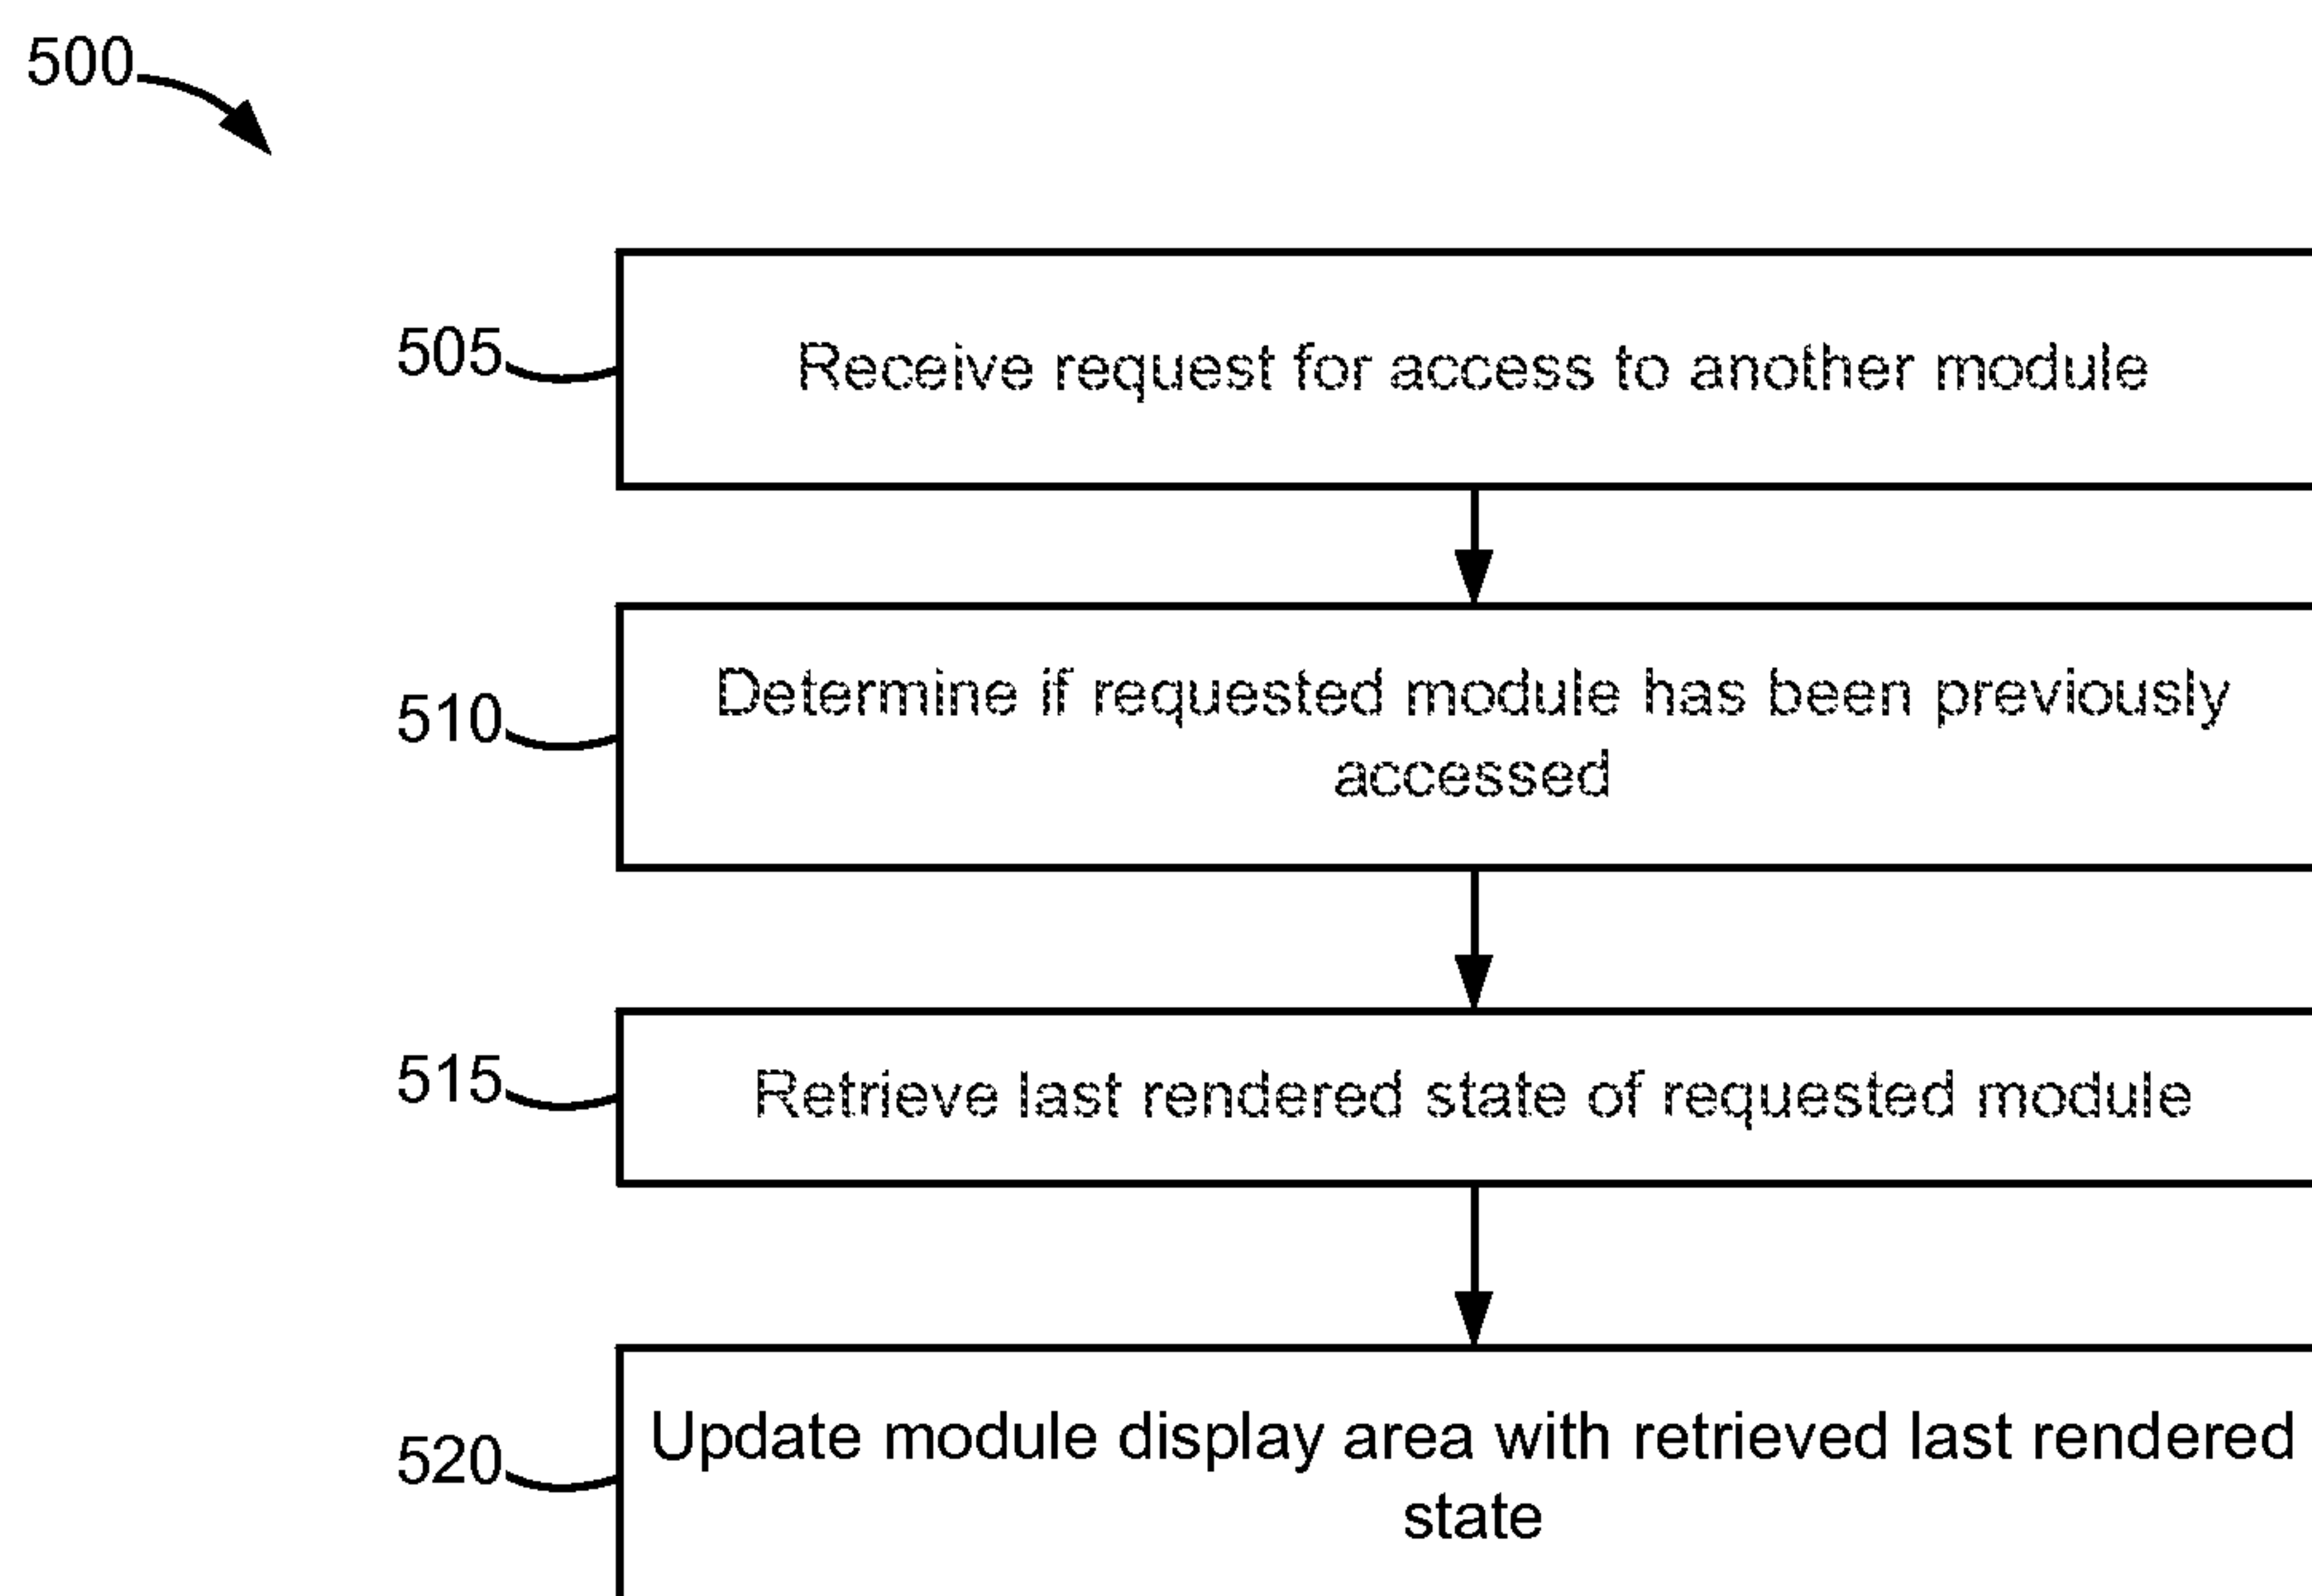 500
505
Receive request for access to another module
510
Determine if requested module has been previously
accessed
515
Retrieve last rendered state of requested module
520
Update module display area with retrieved last rendered
state